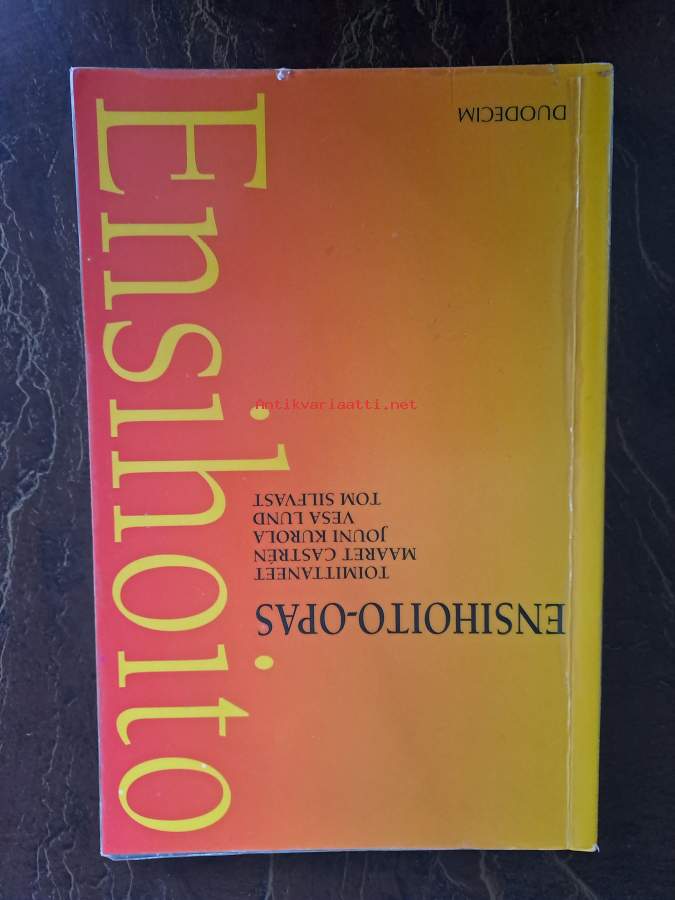 Ensihoito
ENSIHOITO-OPAS
TOIMITTANEET
MAARET CASTRÉN
JOUNI KUROLA
VESA LUND
TOM SILFVAST
DUODECIM
Antikvariaatti.net